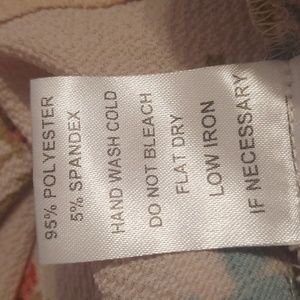 95% POLYESTER
5% SPANDEX
HAND WASH COLD
DO NOT BLEACH
FLAT DRY
LOW IRON
IF NECESSARY